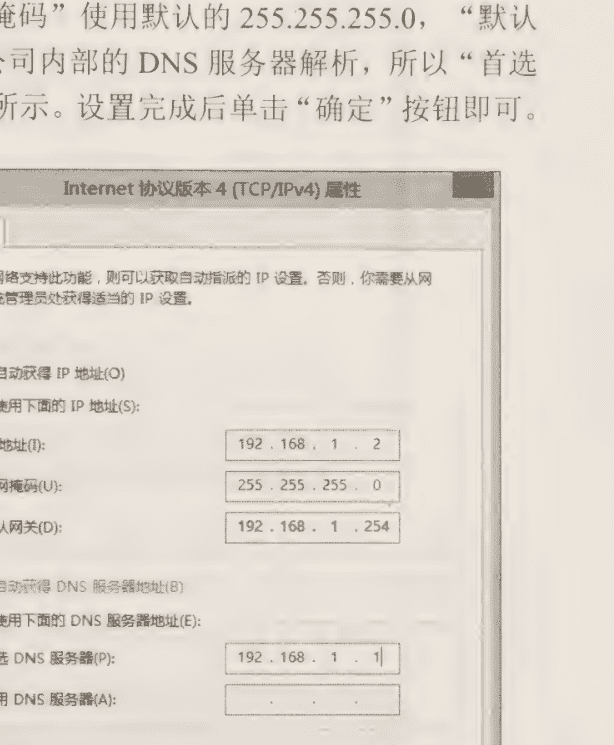 掩码”使用默认的 255.255.255.0，“默认
公司内部的 DNS 服务器解析，所以“首选
所示。设置完成后单击“确定”按钮即可。
Internet 协议版本 4 (TCP/IPv4) 属性
网络支持此功能，则可以获取自动指派的 IP 设置。否则，你需要从网
管理员处获得适当的 IP 设置。
自动获得 IP 地址(O)
使用下面的 IP 地址(S):
地址(I): 192 . 168 . 1 . 2
网掩码(U): 255 . 255 . 255 . 0
认网关(D): 192 . 168 . 1 . 254
自动获得 DNS 服务器地址(B)
使用下面的 DNS 服务器地址(E):
选 DNS 服务器(P): 192 . 168 . 1 . 1
用 DNS 服务器(A): . . .